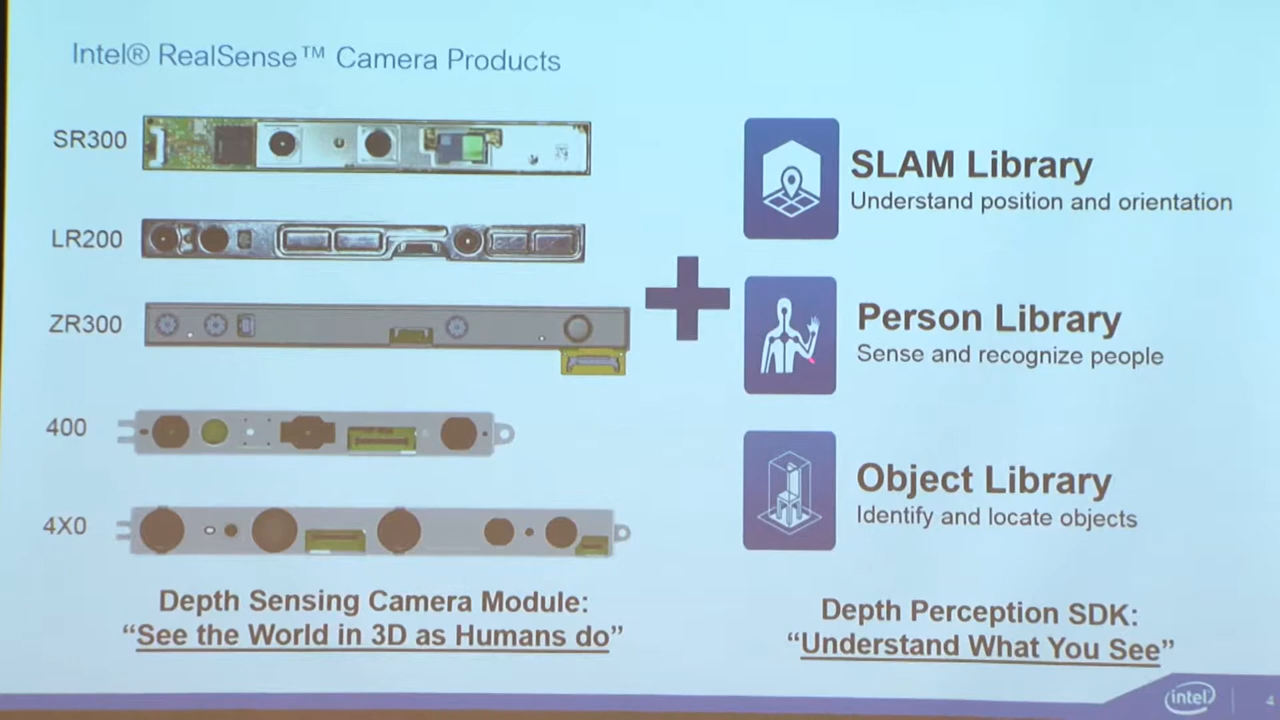 Intel® RealSense™ Camera Products
SR300
LR200
ZR300
400
4X0
Depth Sensing Camera Module:
“See the World in 3D as Humans do”
SLAM Library
Understand position and orientation
Person Library
Sense and recognize people
Object Library
Identify and locate objects
Depth Perception SDK:
“Understand What You See”
intel
4